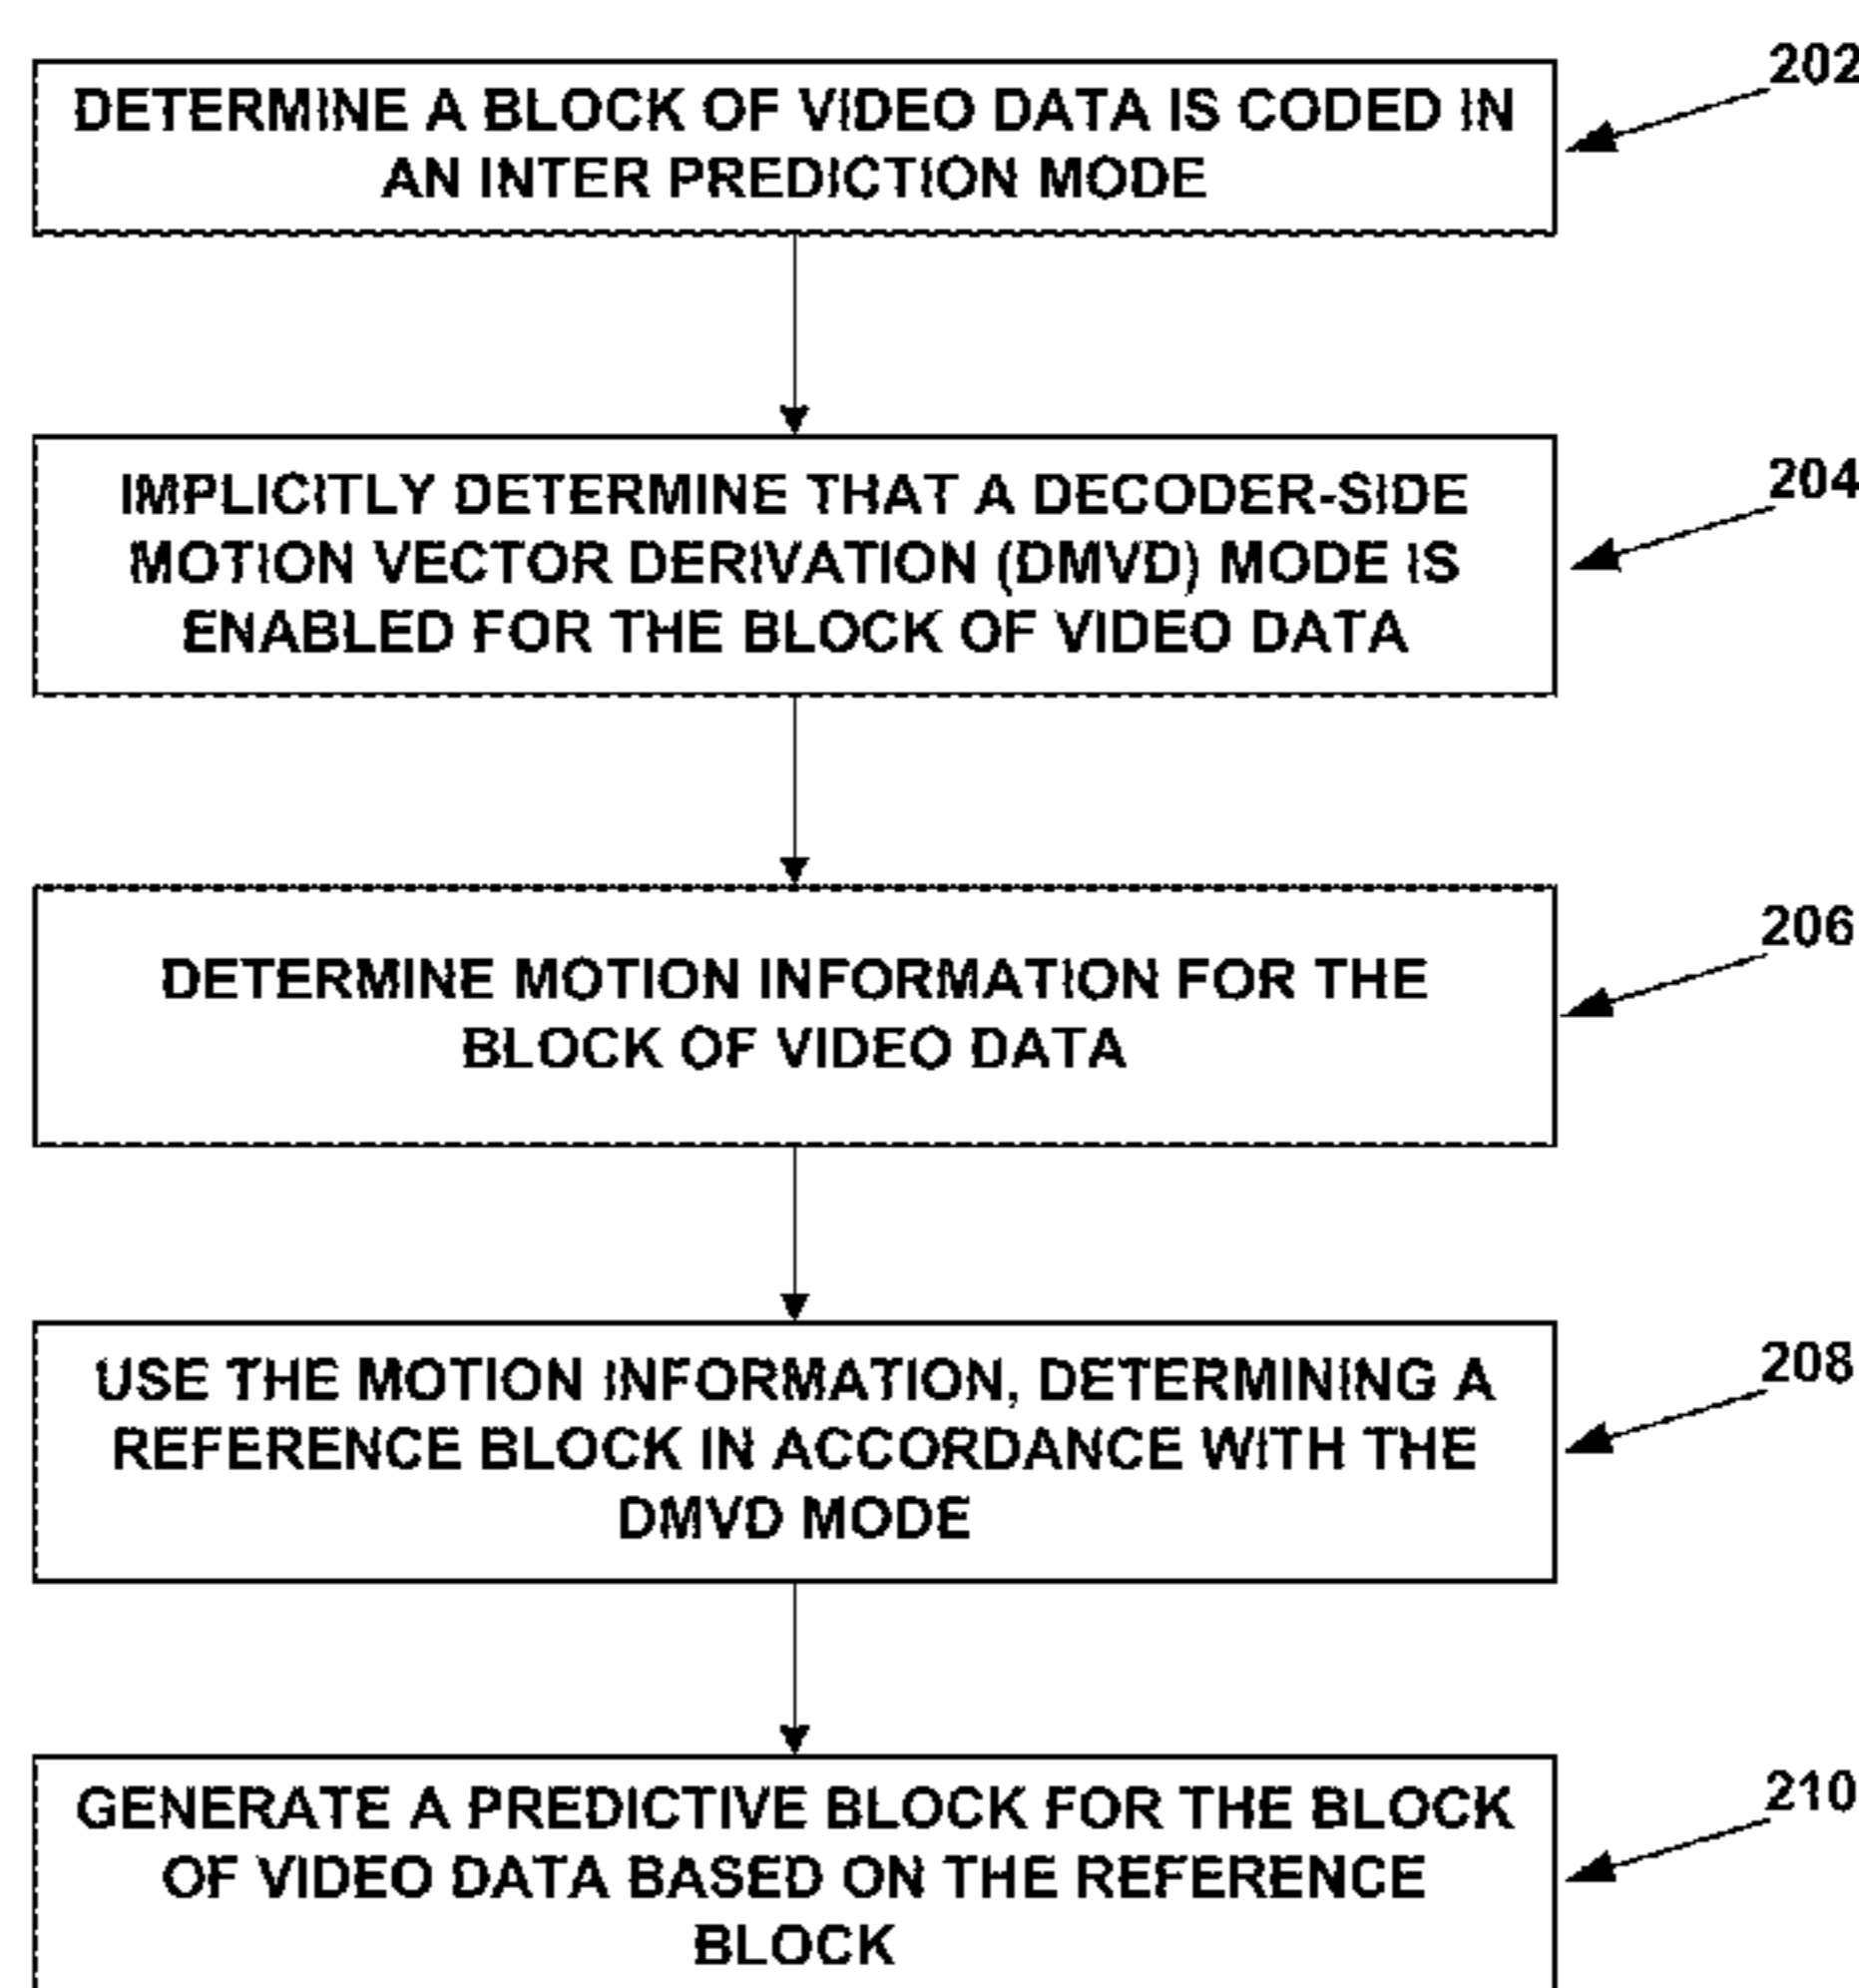 202
DETERMINE A BLOCK OF VIDEO DATA IS CODED IN
AN INTER PREDICTION MODE
204
IMPLICITLY DETERMINE THAT A DECODER-SIDE
MOTION VECTOR DERIVATION (DMVD) MODE IS
ENABLED FOR THE BLOCK OF VIDEO DATA
206
DETERMINE MOTION INFORMATION FOR THE
BLOCK OF VIDEO DATA
208
USE THE MOTION INFORMATION, DETERMINING A
REFERENCE BLOCK IN ACCORDANCE WITH THE
DMVD MODE
210
GENERATE A PREDICTIVE BLOCK FOR THE BLOCK
OF VIDEO DATA BASED ON THE REFERENCE
BLOCK